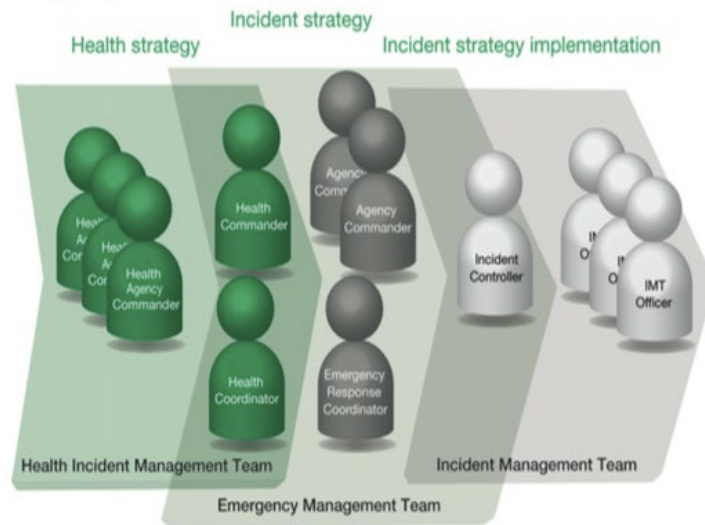 Health strategy
Incident strategy
Incident strategy implementation
Health
Agency
Commander
Health
Commander
Agency
Agency
Commander
Incident
Controller
IMT
Officer
Health
Coordinator
Emergency
Response
Coordinator
Health Incident Management Team
Incident Management Team
Emergency Management Team